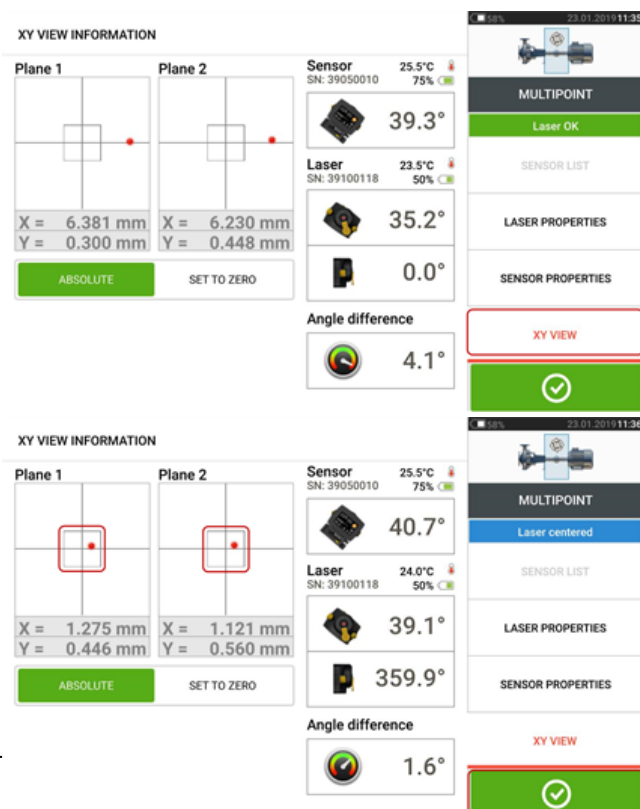 58% 23.01.2019 11:35
XY VIEW INFORMATION
Plane 1 Plane 2
X = 6.381 mm X = 6.230 mm
Y = 0.300 mm Y = 0.448 mm
ABSOLUTE SET TO ZERO
Sensor 25.5°C
SN: 39050010 75%
39.3°
Laser 23.5°C
SN: 39100118 50%
35.2°
0.0°
Angle difference
4.1°
MULTIPOINT
Laser OK
SENSOR LIST
LASER PROPERTIES
SENSOR PROPERTIES
XY VIEW
58% 23.01.2019 11:36
XY VIEW INFORMATION
Plane 1 Plane 2
X = 1.275 mm X = 1.121 mm
Y = 0.446 mm Y = 0.560 mm
ABSOLUTE SET TO ZERO
Sensor 25.5°C
SN: 39050010 75%
40.7°
Laser 24.0°C
SN: 39100118 50%
39.1°
359.9°
Angle difference
1.6°
MULTIPOINT
Laser centered
SENSOR LIST
LASER PROPERTIES
SENSOR PROPERTIES
XY VIEW